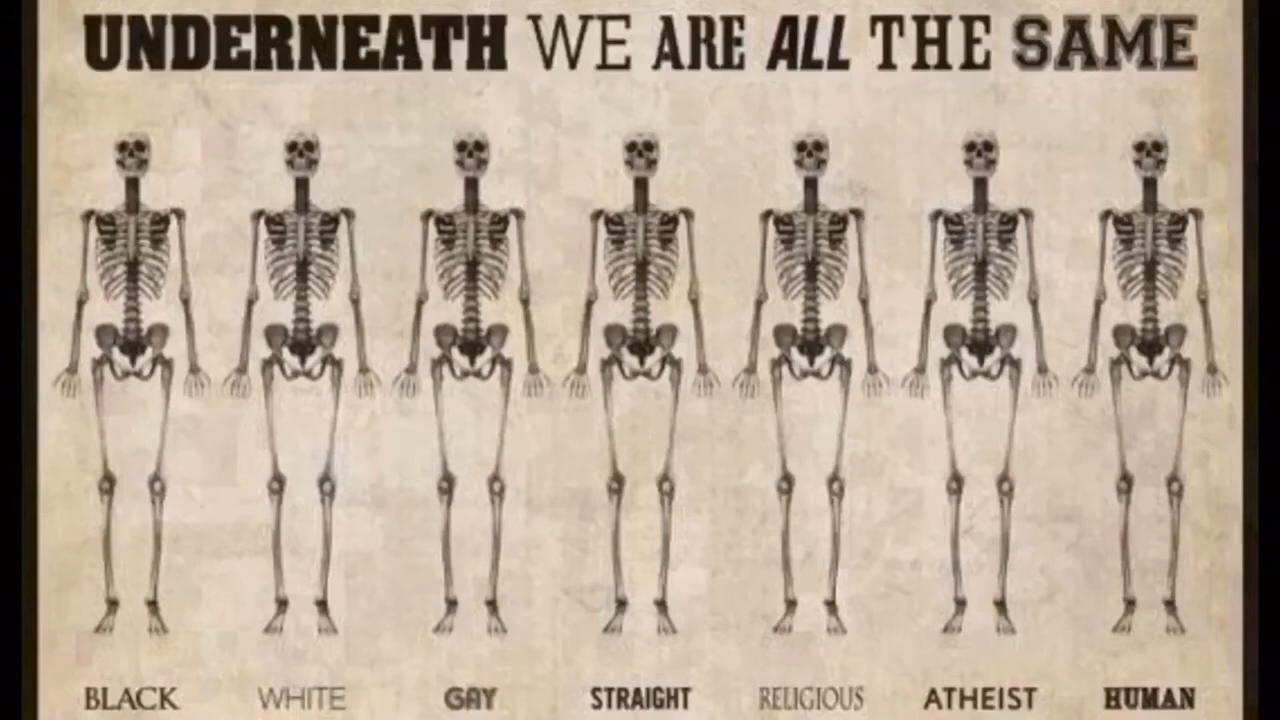 UNDERNEATH WE ARE ALL THE SAME
BLACK WHITE GAY STRAIGHT RELIGIOUS ATHEIST HUMAN